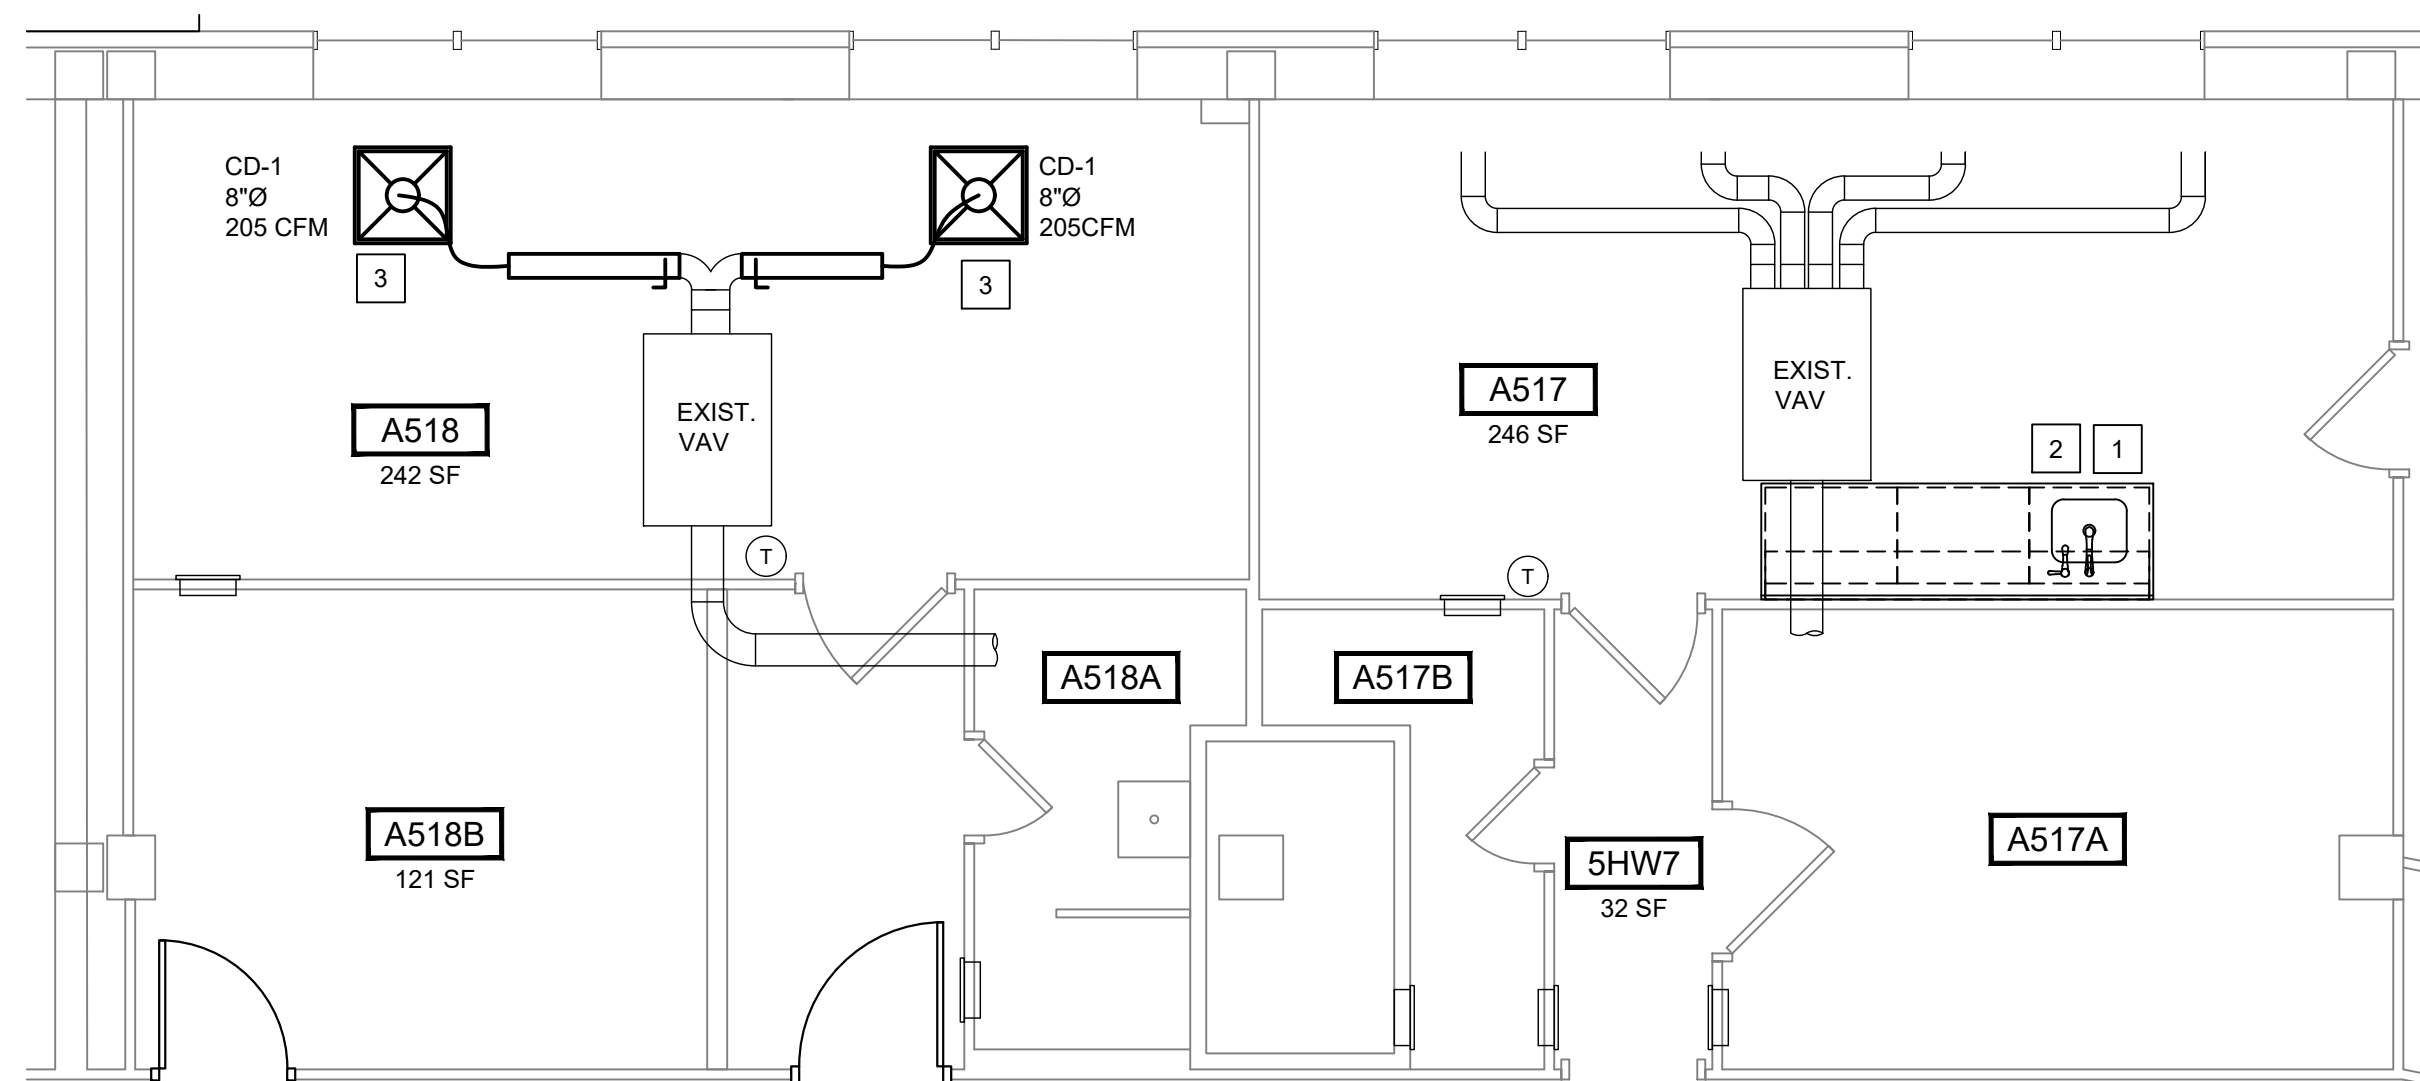 CD-1
8"Ø
205 CFM
3
CD-1
8"Ø
205CFM
3
EXIST.
VAV
A518
242 SF
T
A517
246 SF
EXIST.
VAV
2
1
T
A518A
A517B
A518B
121 SF
5HW7
32 SF
A517A